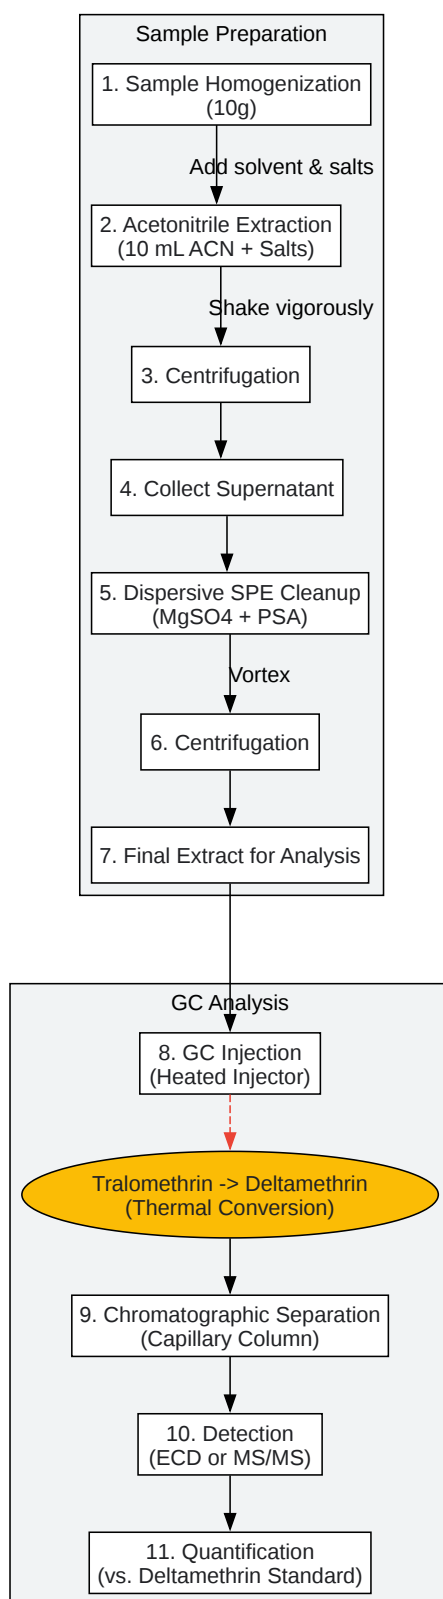 Sample Preparation
1. Sample Homogenization
(10g)
Add solvent & salts
2. Acetonitrile Extraction
(10 mL ACN + Salts)
Shake vigorously
3. Centrifugation
4. Collect Supernatant
5. Dispersive SPE Cleanup
(MgSO4 + PSA)
Vortex
6. Centrifugation
7. Final Extract for Analysis
GC Analysis
8. GC Injection
(Heated Injector)
Tralomethrin -> Deltamethrin
(Thermal Conversion)
9. Chromatographic Separation
(Capillary Column)
10. Detection
(ECD or MS/MS)
11. Quantification
(vs. Deltamethrin Standard)